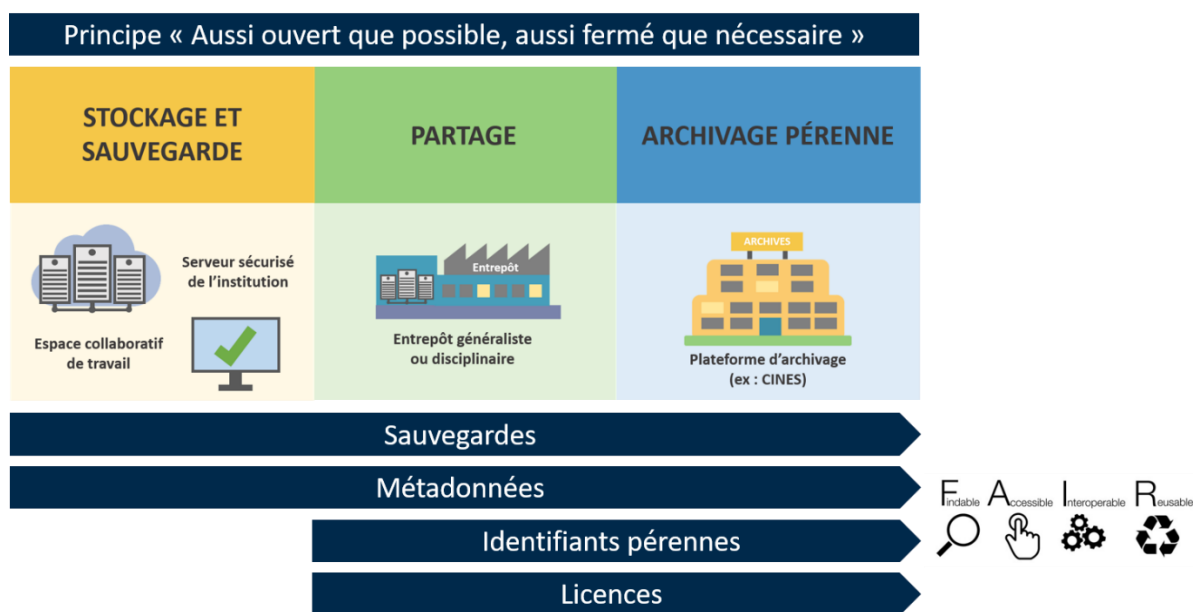 Principe « Aussi ouvert que possible, aussi fermé que nécessaire »
STOCKAGE ET
SAUVEGARDE
PARTAGE
ARCHIVAGE PÉRENNE
Serveur sécurisé
de l'institution
Espace collaboratif
de travail
Entrepôt
Entrepôt généraliste
ou disciplinaire
ARCHIVES
Plateforme d'archivage
(ex : CINES)
Sauvegardes
Métadonnées
Identifiants pérennes
Licences
Findable Accessible Interoperable Reusable